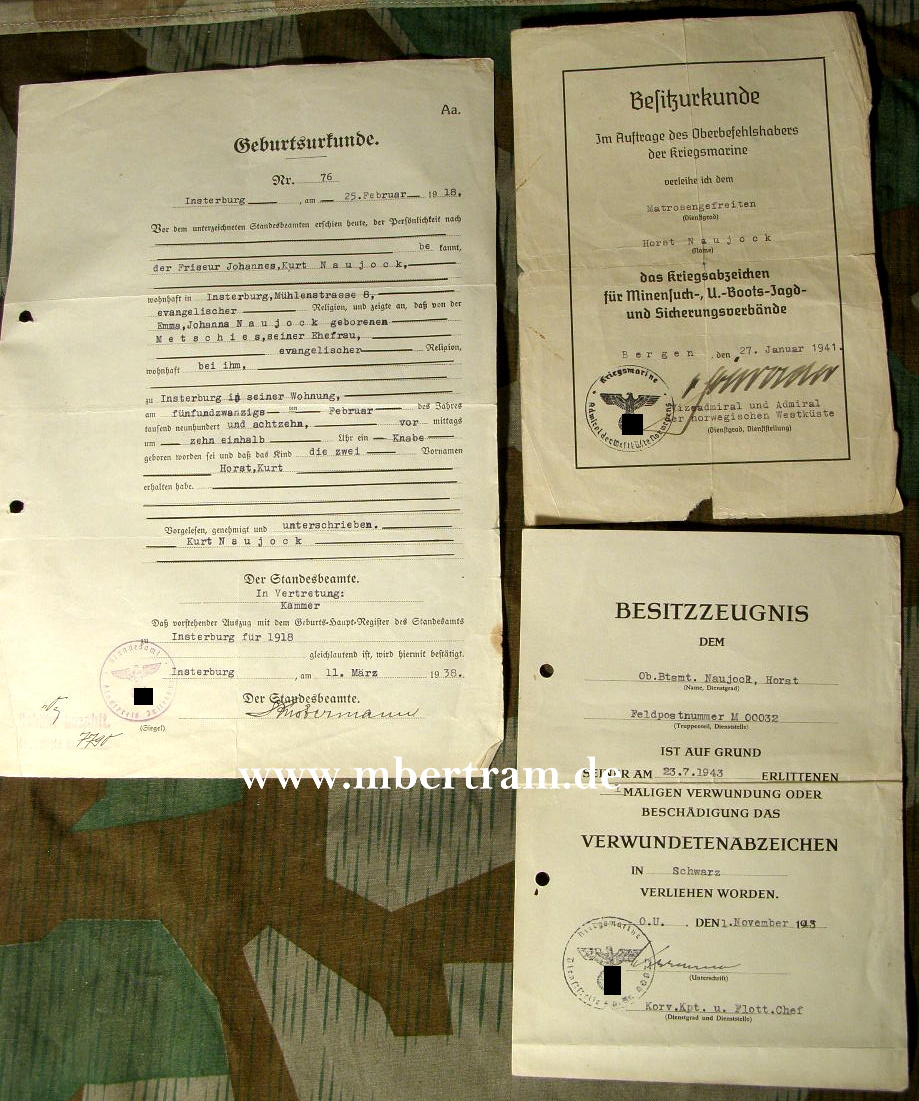 Aa.
Geburtsurkunde.
Nr. 76
Insterburg, am 25.Februar 1918.
Vor dem unterzeichneten Standesbeamten erschien heute, der Persönlichkeit nach
be kannt,
der Friseur Johannes,Kurt N a u j o c k,
wohnhaft in Insterburg,Mühlenstrasse 8,
evangelischer Religion, und zeigte an, daß von der
Emma,Johanna N a u j o c k geborenen
M e t s c h i e s,seiner Ehefrau,
evangelischer Religion,
wohnhaft bei ihm,
zu Insterburg in seiner Wohnung,
am fünfundzwanzigs ten Februar des Jahres
tausend neunhundert und achtzehn, vor mittags
um zehn einhalb Uhr ein Knabe
geboren worden sei und daß das Kind die zwei Vornamen
Horst,Kurt
erhalten habe.
Vorgelesen, genehmigt und unterschrieben.
Kurt N a u j o c k
Der Standesbeamte.
In Vertretung:
Kammer
Daß vorstehender Auszug mit dem Geburts-Haupt-Register des Standesamts
zu Insterburg für 1918
gleichlautend ist, wird hiermit bestätigt.
Insterburg, am 11. März 1938.
Der Standesbeamte.
Standesamt
(Siegel)
7790
Besitzurkunde
Im Auftrage des Oberbefehlshabers
der Kriegsmarine
verleihe ich dem
Matrosengefreiten
(Dienstgrad)
Horst N a u j o c k
(Name)
das Kriegsabzeichen
für Minensuch-, U.-Boots-Jagd-
und Sicherungsverbände
B e r g e n, den 27. Januar 1941.
Kriegsmarine
Vizeadmiral und Admiral
der norwegischen Westküste
(Dienstgrad, Dienststellung)
BESITZZEUGNIS
DEM
Ob.Btsmt. Naujock, Horst
(Name, Dienstgrad)
Feldpostnummer M 00032
(Truppenteil, Dienststelle)
IST AUF GRUND
SEINER AM 23.7.1943 ERLITTENEN
MALIGEN VERWUNDUNG ODER
BESCHÄDIGUNG DAS
VERWUNDETENABZEICHEN
IN Schwarz
VERLIEHEN WORDEN.
O.U. DEN 1.November 1943
Kriegsmarine
(Unterschrift)
Korv.Kpt. u. Flott.Chef
(Dienstgrad und Dienststelle)
www.mbertram.de